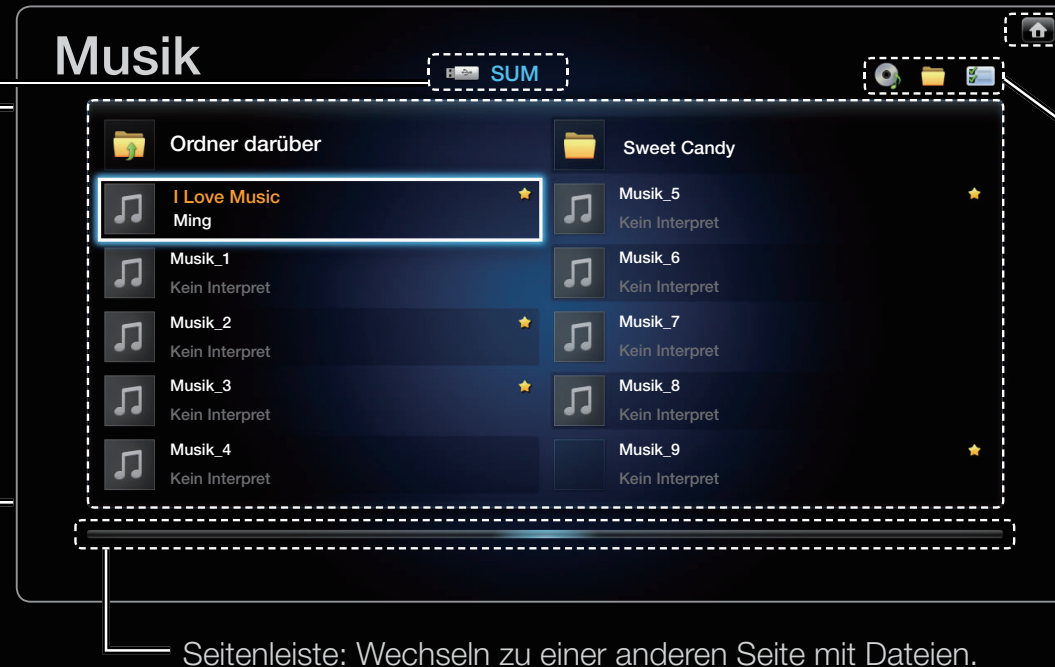 Musik
SUM
Ordner darüber
I Love Music
Ming
Musik_1
Kein Interpret
Musik_2
Kein Interpret
Musik_3
Kein Interpret
Musik_4
Kein Interpret
Sweet Candy
Musik_5
Kein Interpret
Musik_6
Kein Interpret
Musik_7
Kein Interpret
Musik_8
Kein Interpret
Musik_9
Kein Interpret
Seitenleiste: Wechseln zu einer anderen Seite mit Dateien.